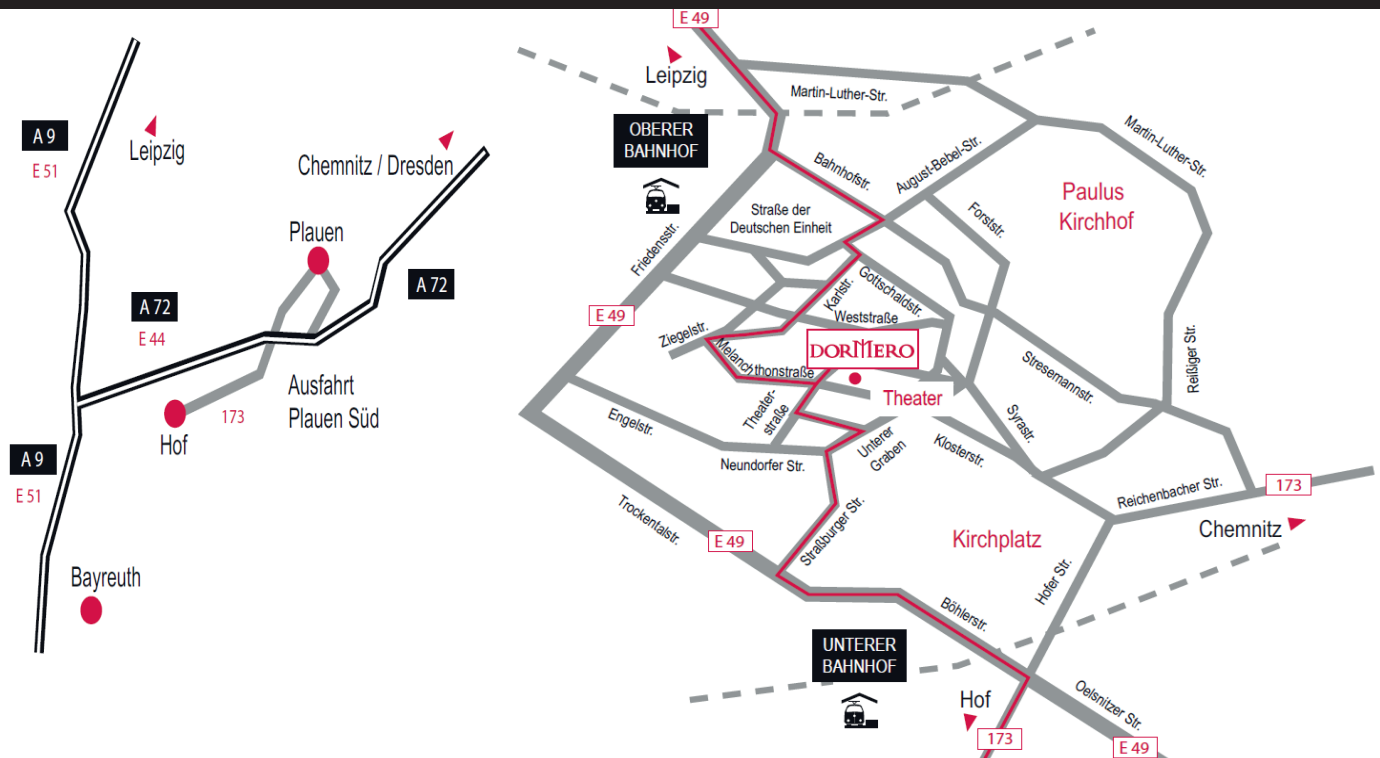 A 9
E 51
Leipzig
Chemnitz / Dresden
Plauen
A 72
A 72
E 44
Ausfahrt
Plauen Süd
173
Hof
A 9
E 51
Bayreuth
E 49
Leipzig
Martin-Luther-Str.
OBERER
BAHNHOF
Bahnhofstr.
August-Bebel-Str.
Martin-Luther-Str.
Paulus
Kirchhof
Straße der
Deutschen Einheit
Forststr.
Friedensstr.
Gottschaldstr.
Karlstr.
E 49
Weststraße
Ziegelstr.
DORMERO
Melanchthonstraße
Theater
Stresemannstr.
Reißiger Str.
Theater-
straße
Engelstr.
Syrastr.
Unterer
Graben
Klosterstr.
Neundorfer Str.
Reichenbacher Str.
173
Chemnitz
Trockentalstr.
E 49
Straßburger Str.
Kirchplatz
Hofer Str.
Böhlerstr.
UNTERER
BAHNHOF
Hof
173
Oelsnitzer Str.
E 49